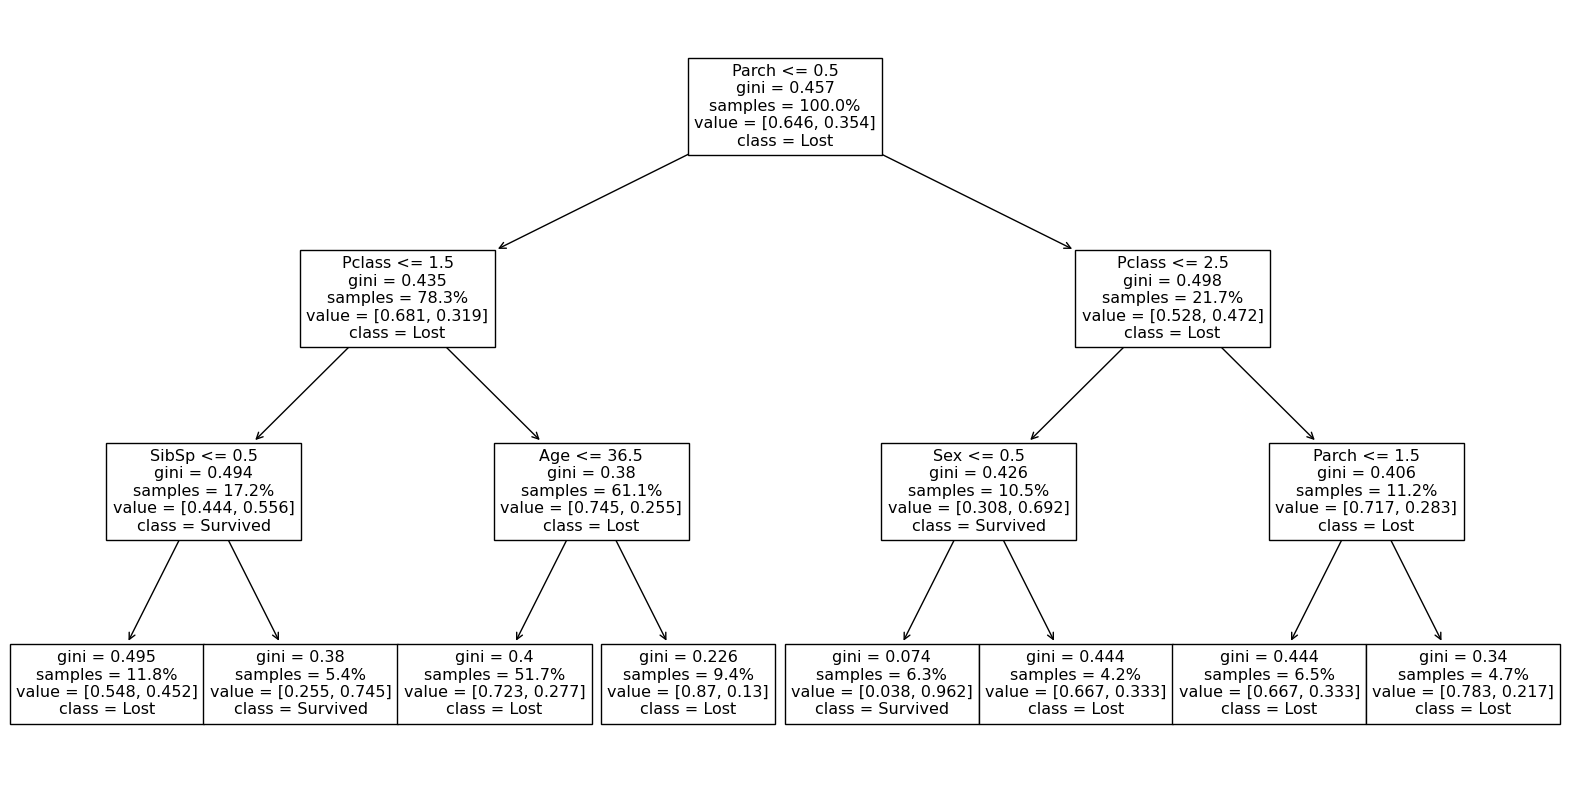 Parch <= 0.5
gini = 0.457
samples = 100.0%
value = [0.646, 0.354]
class = Lost
Pclass <= 1.5
gini = 0.435
samples = 78.3%
value = [0.681, 0.319]
class = Lost
Pclass <= 2.5
gini = 0.498
samples = 21.7%
value = [0.528, 0.472]
class = Lost
SibSp <= 0.5
gini = 0.494
samples = 17.2%
value = [0.444, 0.556]
class = Survived
Age <= 36.5
gini = 0.38
samples = 61.1%
value = [0.745, 0.255]
class = Lost
Sex <= 0.5
gini = 0.426
samples = 10.5%
value = [0.308, 0.692]
class = Survived
Parch <= 1.5
gini = 0.406
samples = 11.2%
value = [0.717, 0.283]
class = Lost
gini = 0.495
samples = 11.8%
value = [0.548, 0.452]
class = Lost
gini = 0.38
samples = 5.4%
value = [0.255, 0.745]
class = Survived
gini = 0.4
samples = 51.7%
value = [0.723, 0.277]
class = Lost
gini = 0.226
samples = 9.4%
value = [0.87, 0.13]
class = Lost
gini = 0.074
samples = 6.3%
value = [0.038, 0.962]
class = Survived
gini = 0.444
samples = 4.2%
value = [0.667, 0.333]
class = Lost
gini = 0.444
samples = 6.5%
value = [0.667, 0.333]
class = Lost
gini = 0.34
samples = 4.7%
value = [0.783, 0.217]
class = Lost